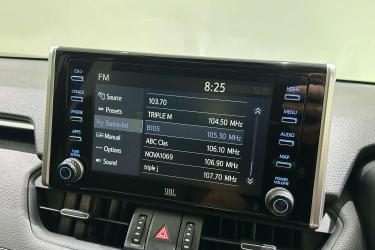 FM
8:25
Source
Presets
Station list
Manual
Options
Sound
103.70
TRIPLE M
104.50 MHz
B105
105.30 MHz
ABC Clas
106.10 MHz
NOVA1069
106.90 MHz
triple j
107.70 MHz
PHONE
APPS
HOME
MENU
AUDIO
MAP
POWER
VOLUME
JBL